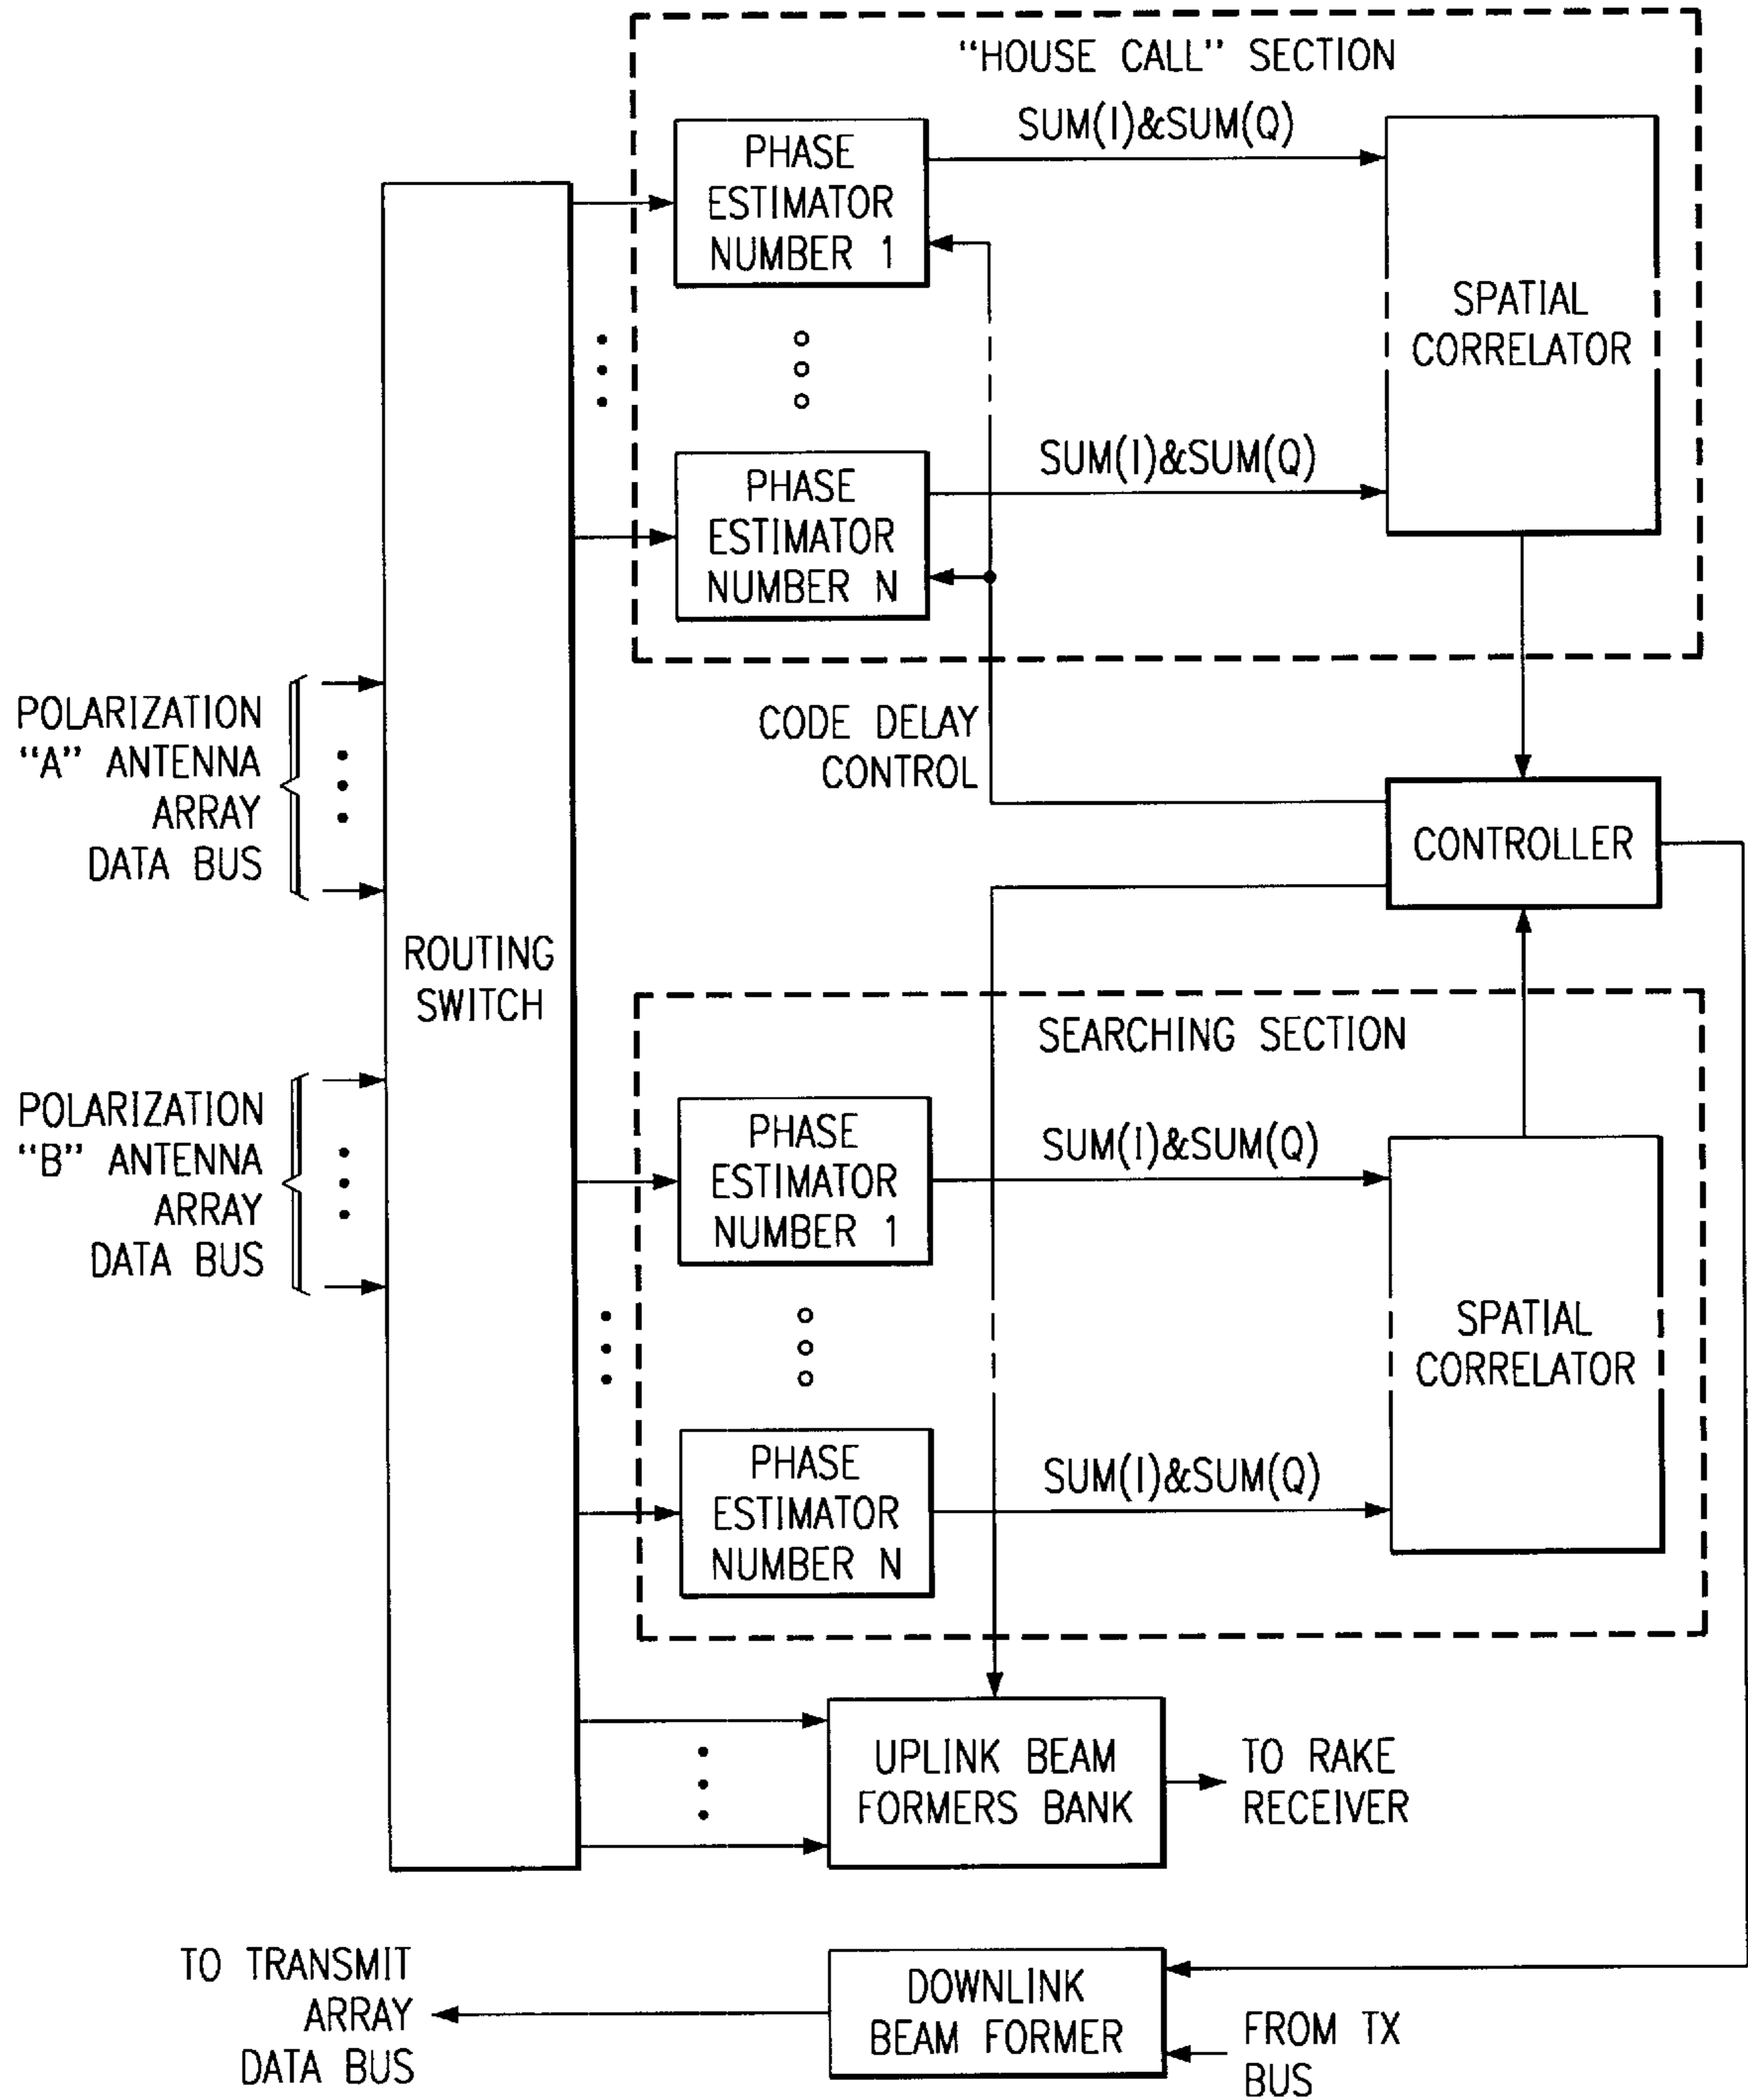 “HOUSE CALL” SECTION
SUM(I)&SUM(Q)
PHASE
ESTIMATOR
NUMBER 1
SPATIAL
CORRELATOR
SUM(I)&SUM(Q)
PHASE
ESTIMATOR
NUMBER N
POLARIZATION
“A” ANTENNA
ARRAY
DATA BUS
CODE DELAY
CONTROL
CONTROLLER
ROUTING
SWITCH
SEARCHING SECTION
POLARIZATION
“B” ANTENNA
ARRAY
DATA BUS
PHASE
ESTIMATOR
NUMBER 1
SUM(I)&SUM(Q)
SPATIAL
CORRELATOR
PHASE
ESTIMATOR
NUMBER N
SUM(I)&SUM(Q)
UPLINK BEAM
FORMERS BANK
TO RAKE
RECEIVER
TO TRANSMIT
ARRAY
DATA BUS
DOWNLINK
BEAM FORMER
FROM TX
BUS